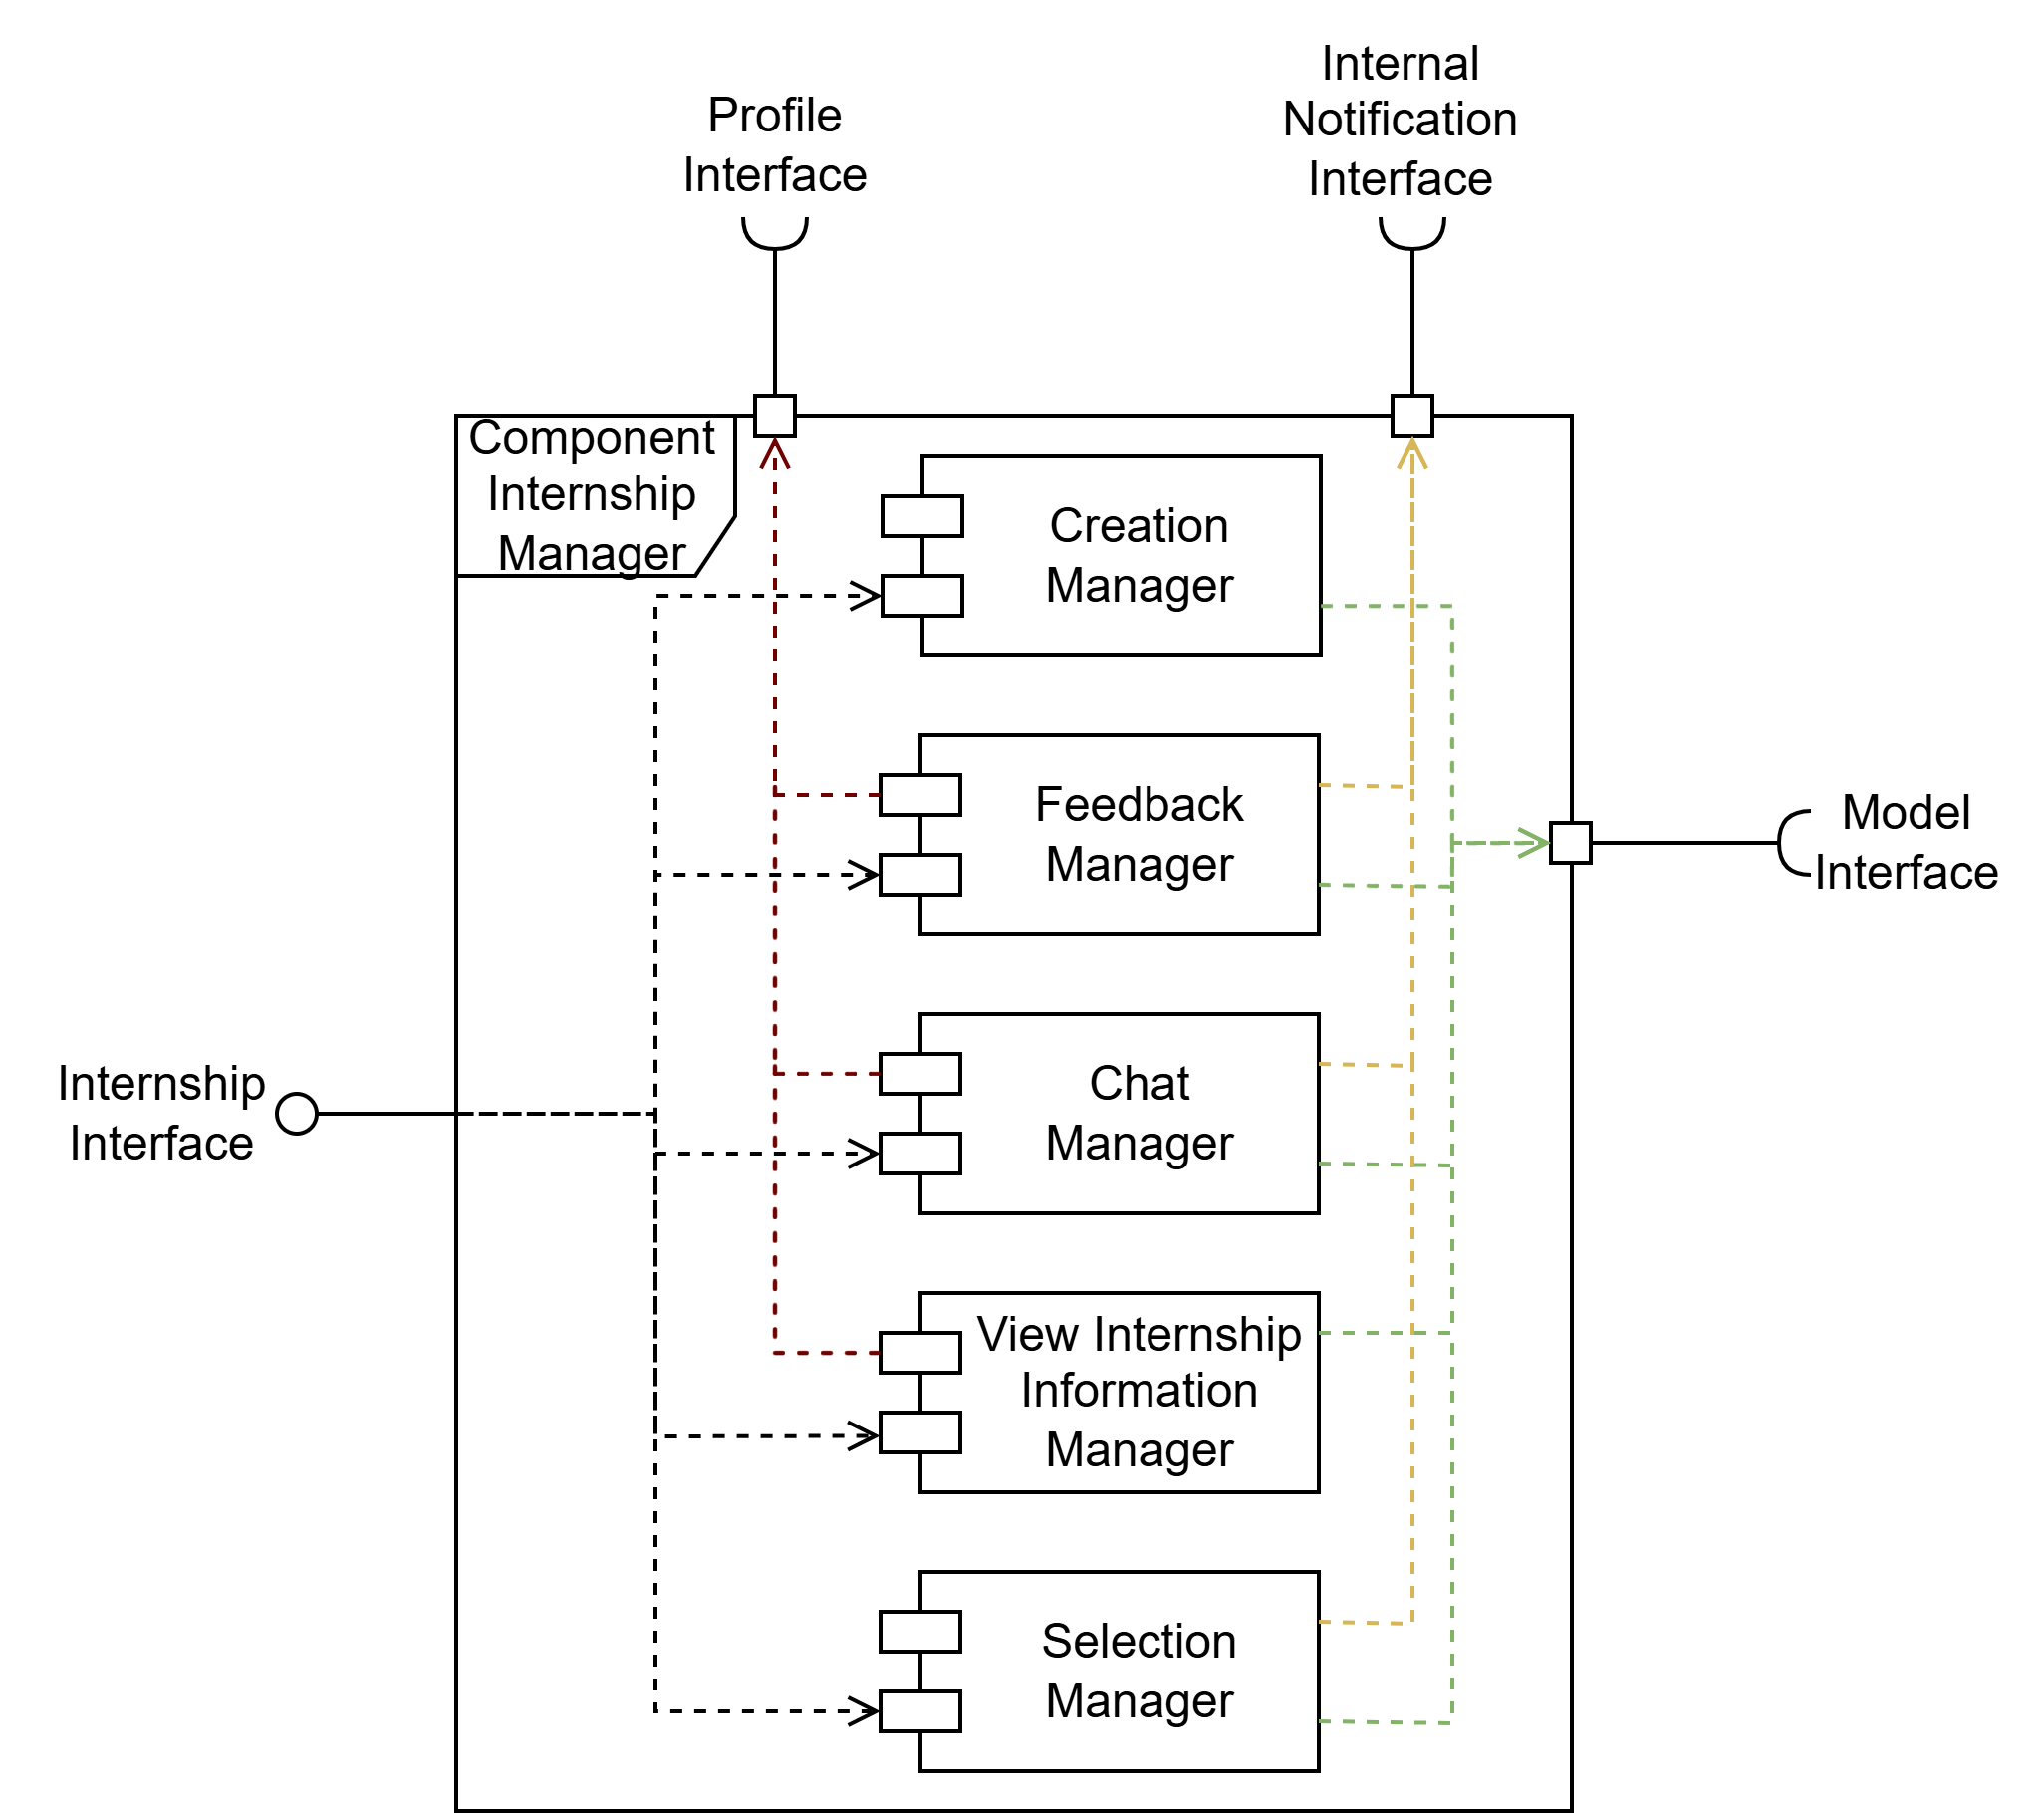 Profile
Interface
Internal
Notification
Interface
Component
Internship
Manager
Creation
Manager
Feedback
Manager
Model
Interface
Internship
Interface
Chat
Manager
View Internship
Information
Manager
Selection
Manager